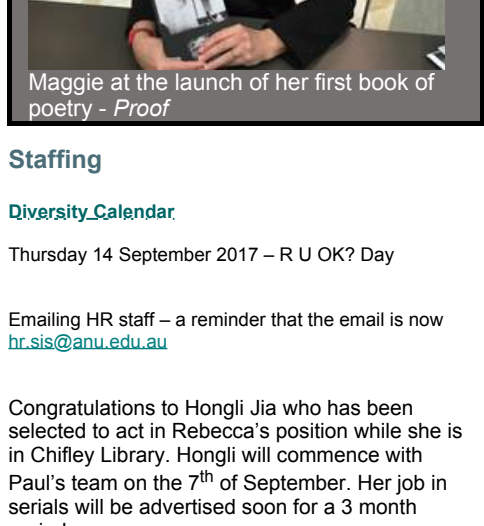 Maggie at the launch of her first book of
poetry - Proof
Staffing
Diversity Calendar
Thursday 14 September 2017 – R U OK? Day
Emailing HR staff – a reminder that the email is now
hr.sis@anu.edu.au
Congratulations to Hongli Jia who has been
selected to act in Rebecca's position while she is
in Chifley Library. Hongli will commence with
Paul's team on the 7th of September. Her job in
serials will be advertised soon for a 3 month